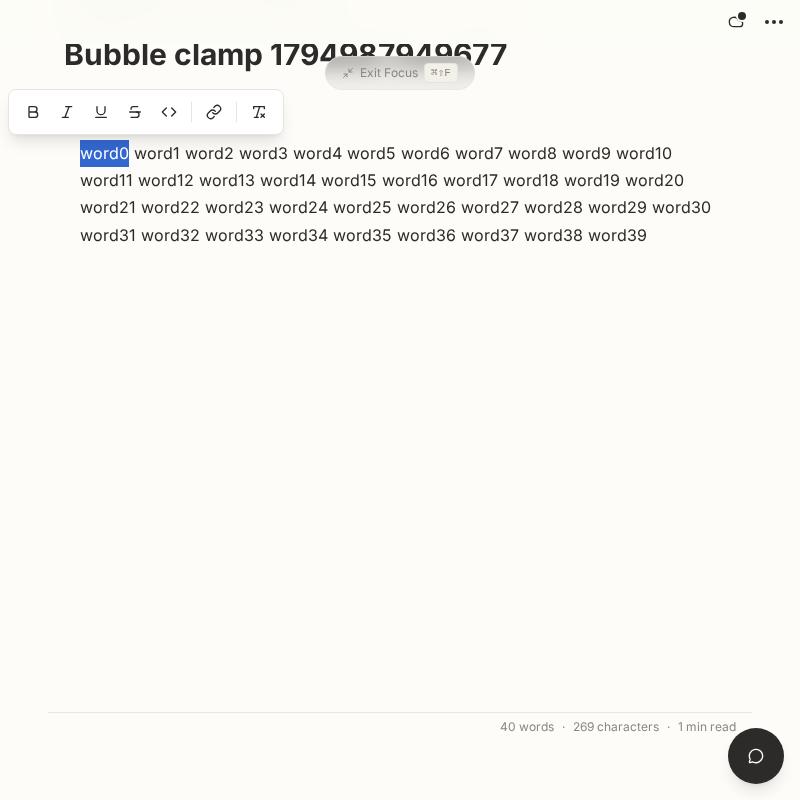 Bubble clamp 1794987949677
Exit Focus ⌘⇧F
word0 word1 word2 word3 word4 word5 word6 word7 word8 word9 word10
word11 word12 word13 word14 word15 word16 word17 word18 word19 word20
word21 word22 word23 word24 word25 word26 word27 word28 word29 word30
word31 word32 word33 word34 word35 word36 word37 word38 word39
40 words · 269 characters · 1 min read